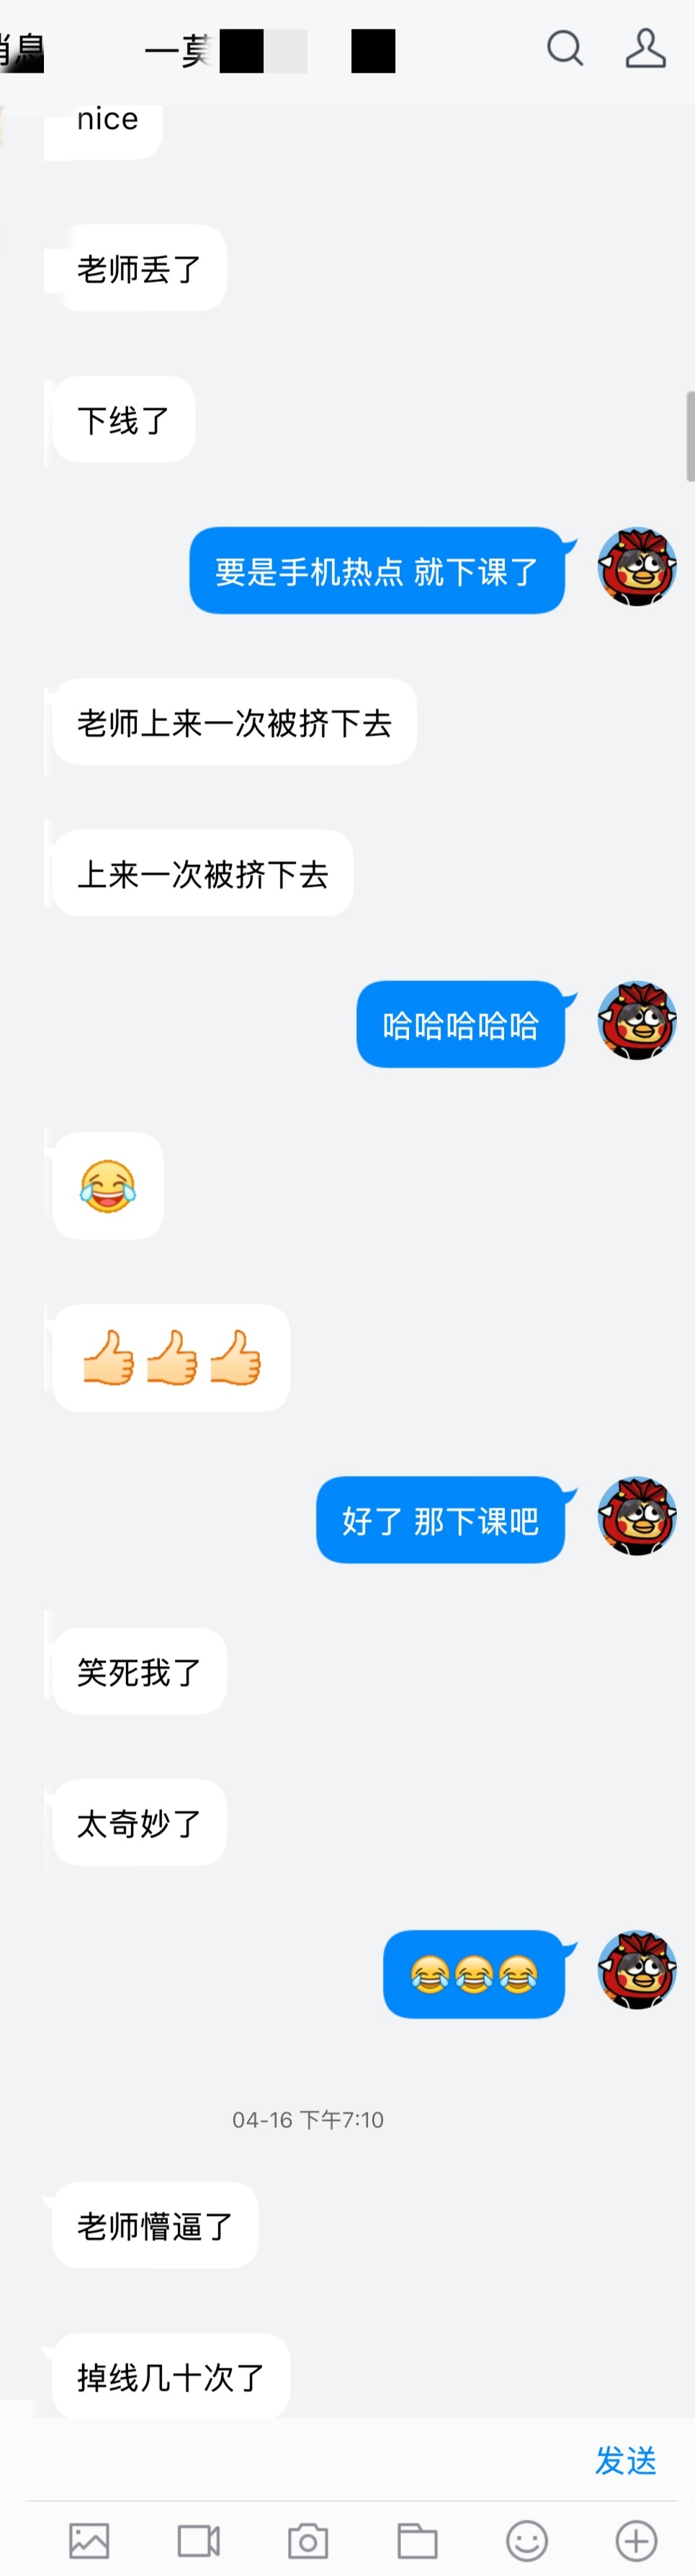 消息
一莫
nice
老师丢了
下线了
要是手机热点 就下课了
老师上来一次被挤下去
上来一次被挤下去
哈哈哈哈哈
😂
👍👍👍
好了 那下课吧
笑死我了
太奇妙了
😂😂😂
04-16 下午7:10
老师懵逼了
掉线几十次了
发送